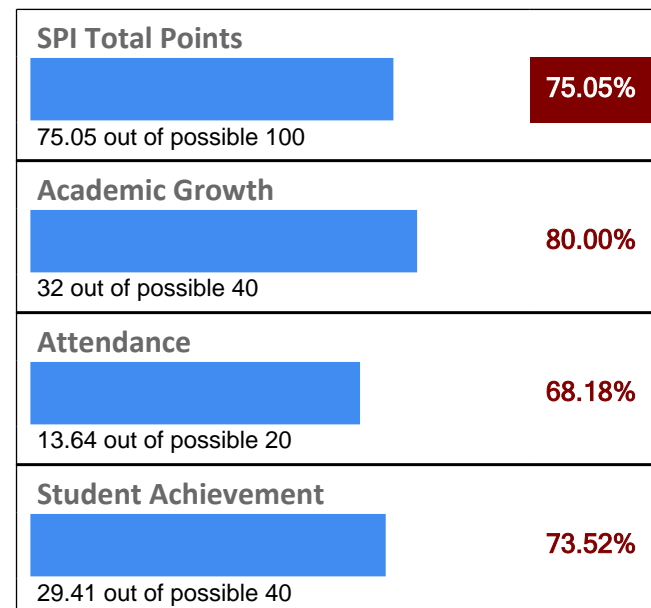 SPI Total Points
75.05%
75.05 out of possible 100
Academic Growth
80.00%
32 out of possible 40
Attendance
68.18%
13.64 out of possible 20
Student Achievement
73.52%
29.41 out of possible 40